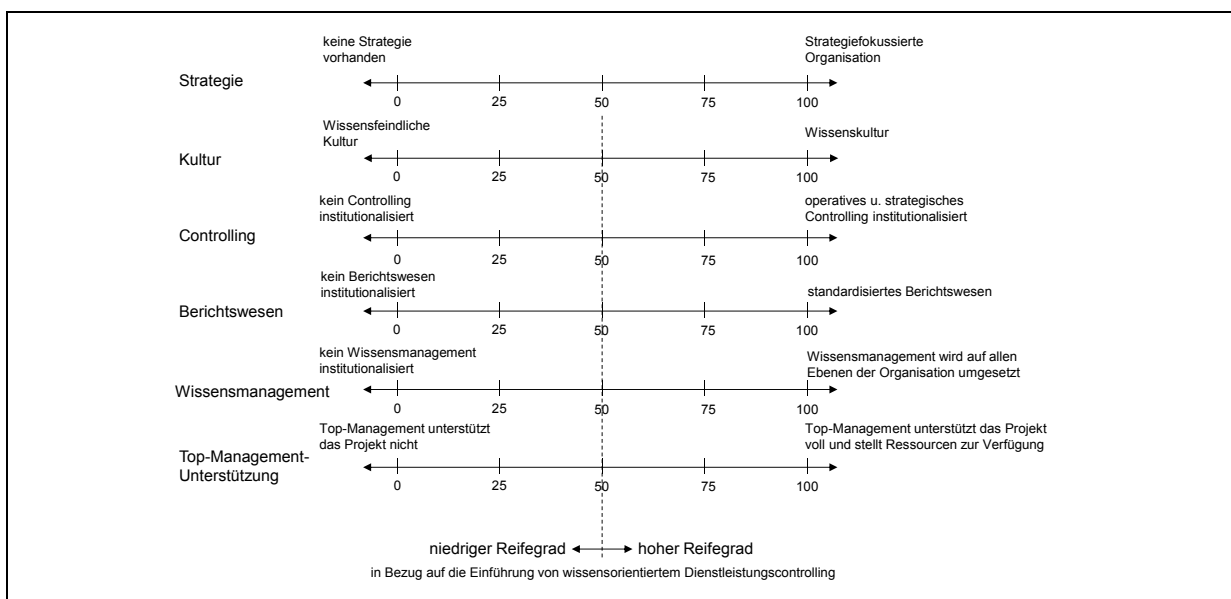 keine Strategie
vorhanden
Strategiefokussierte
Organisation
Strategie
0 25 50 75 100
Wissensfeindliche
Kultur
Wissenskultur
Kultur
0 25 50 75 100
kein Controlling
institutionalisiert
operatives u. strategisches
Controlling institutionalisiert
Controlling
0 25 50 75 100
kein Berichtswesen
institutionalisiert
standardisiertes Berichtswesen
Berichtswesen
0 25 50 75 100
kein Wissensmanagement
institutionalisiert
Wissensmanagement wird auf allen
Ebenen der Organisation umgesetzt
Wissensmanagement
0 25 50 75 100
Top-Management unterstützt
das Projekt nicht
Top-Management unterstützt das Projekt
voll und stellt Ressourcen zur Verfügung
Top-Management-
Unterstützung
0 25 50 75 100
niedriger Reifegrad hoher Reifegrad
in Bezug auf die Einführung von wissensorientiertem Dienstleistungscontrolling